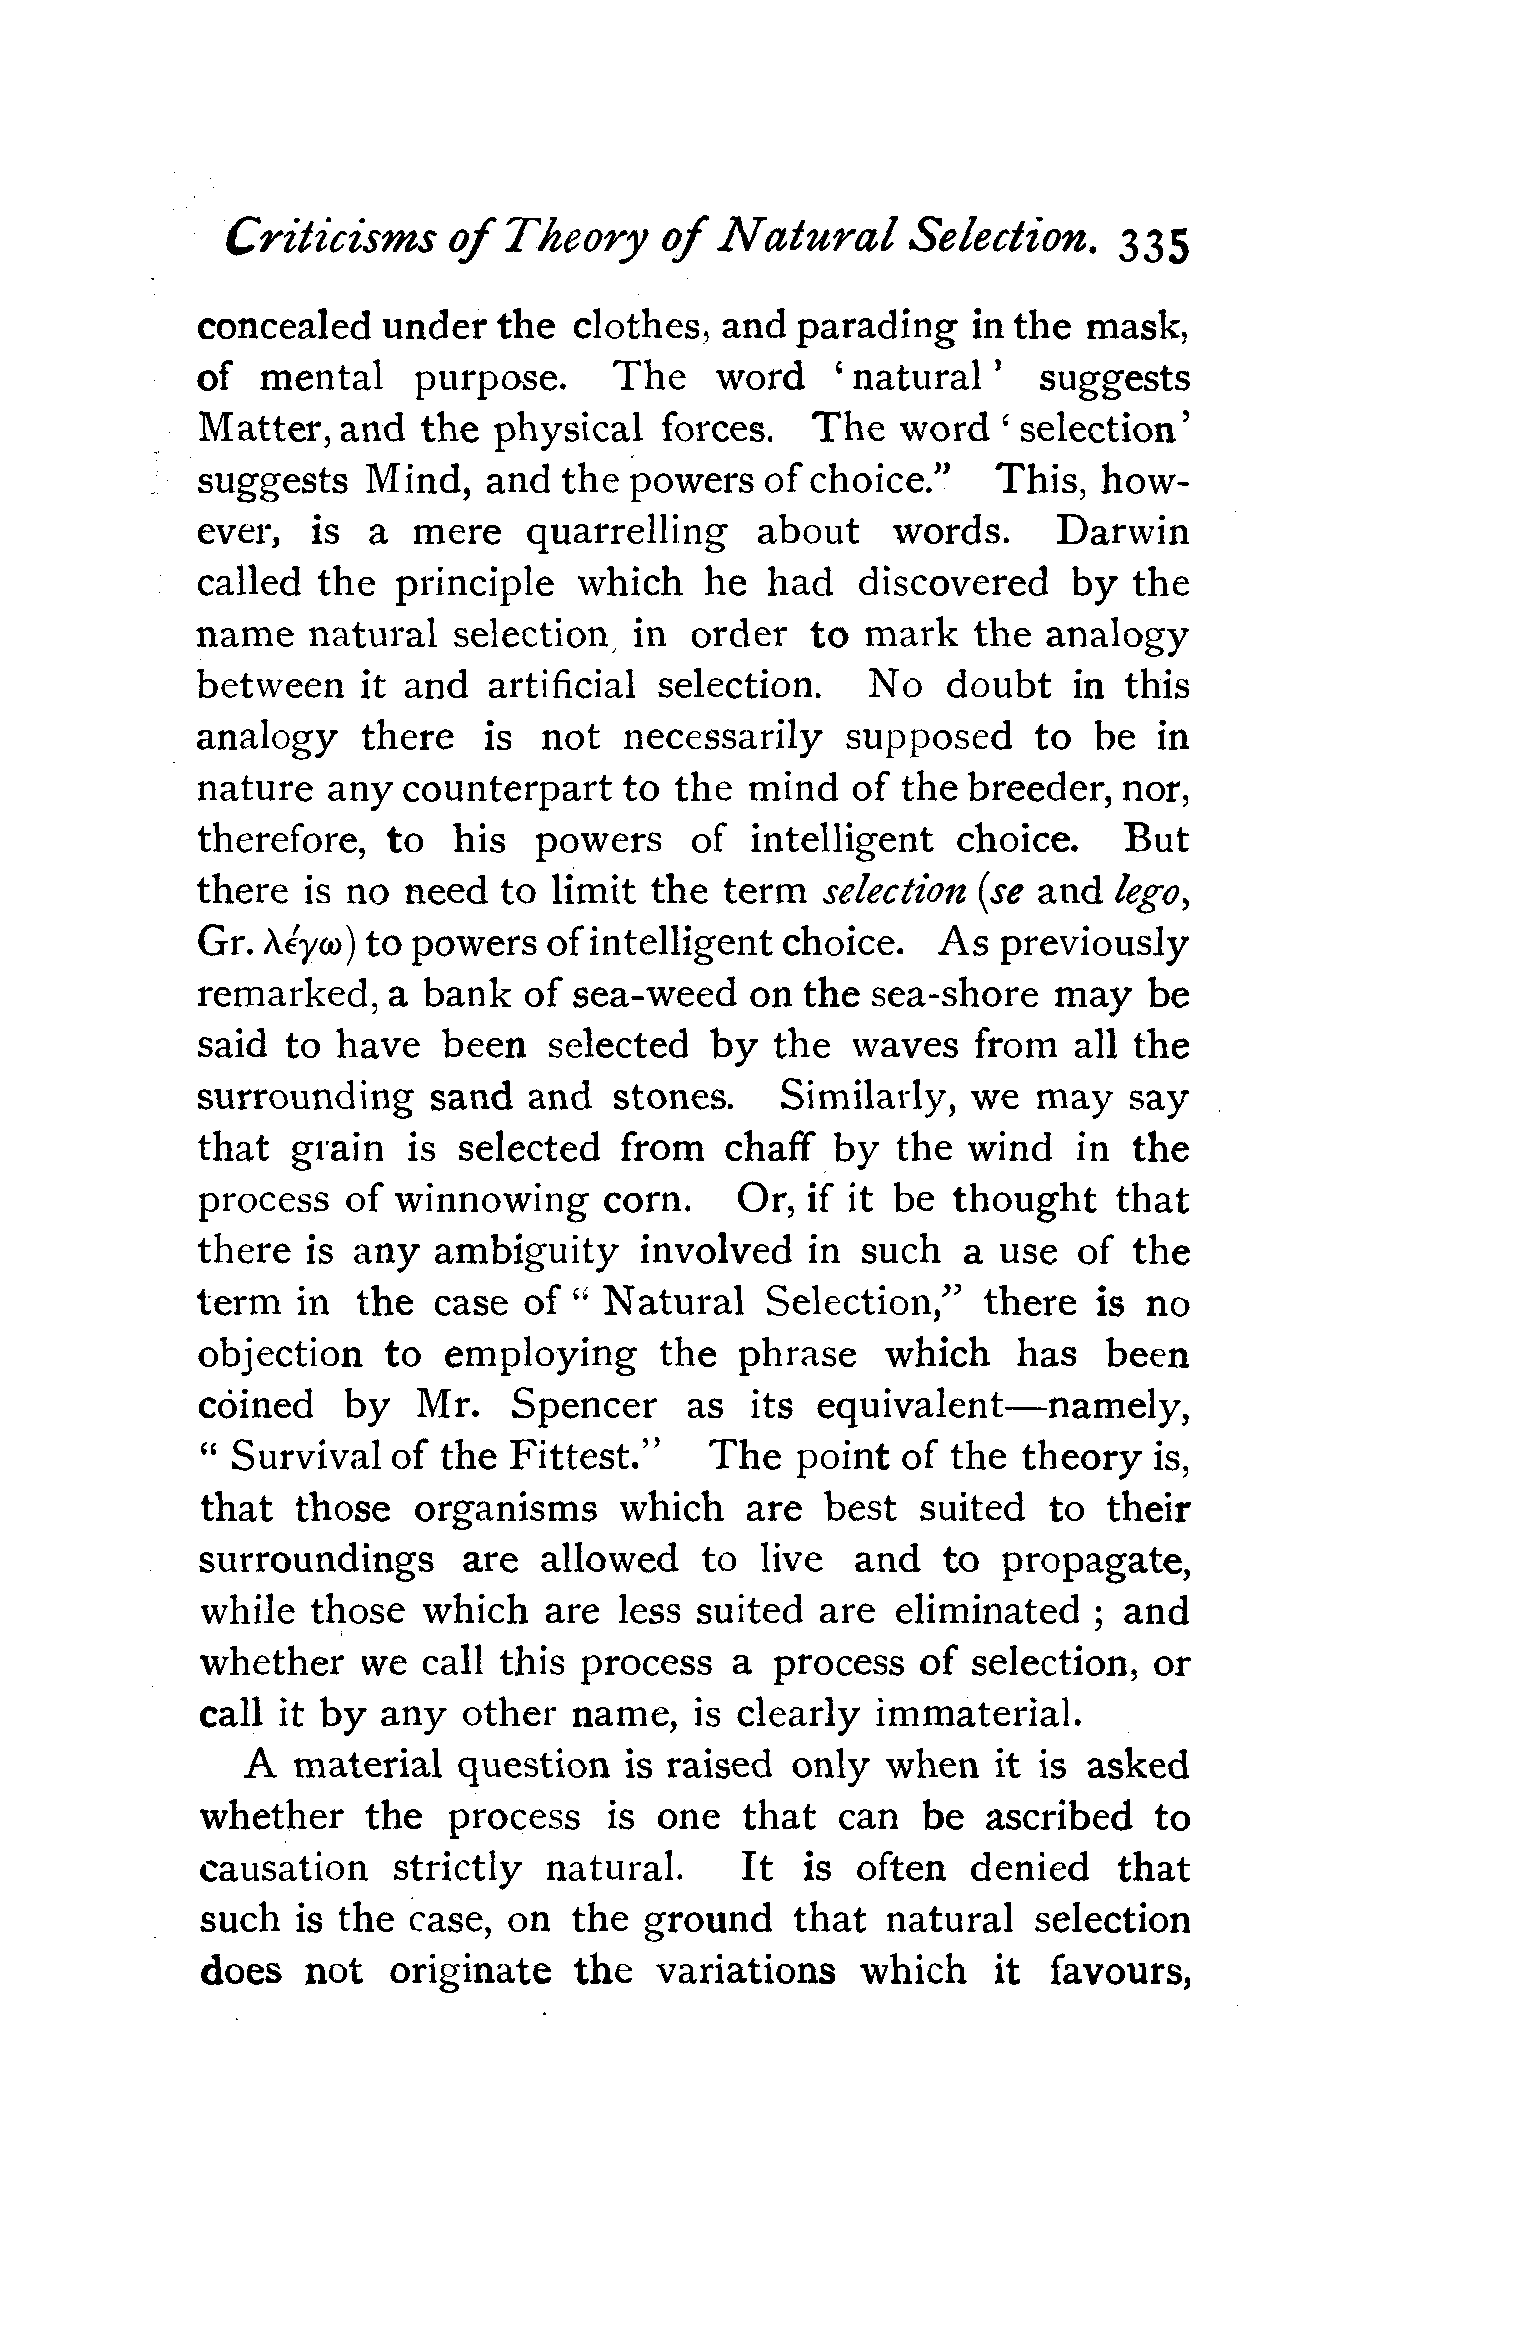 Criticisms of Theory of Natural Selection. 335
concealed under the clothes, and parading in the mask,
of mental purpose. The word ‘natural’ suggests
Matter, and the physical forces. The word ‘selection’
suggests Mind, and the powers of choice.” This, how-
ever, is a mere quarrelling about words. Darwin
called the principle which he had discovered by the
name natural selection, in order to mark the analogy
between it and artificial selection. No doubt in this
analogy there is not necessarily supposed to be in
nature any counterpart to the mind of the breeder, nor,
therefore, to his powers of intelligent choice. But
there is no need to limit the term selection (se and lego,
Gr. λέγω) to powers of intelligent choice. As previously
remarked, a bank of sea-weed on the sea-shore may be
said to have been selected by the waves from all the
surrounding sand and stones. Similarly, we may say
that grain is selected from chaff by the wind in the
process of winnowing corn. Or, if it be thought that
there is any ambiguity involved in such a use of the
term in the case of “Natural Selection,” there is no
objection to employing the phrase which has been
coined by Mr. Spencer as its equivalent—namely,
“Survival of the Fittest.” The point of the theory is,
that those organisms which are best suited to their
surroundings are allowed to live and to propagate,
while those which are less suited are eliminated ; and
whether we call this process a process of selection, or
call it by any other name, is clearly immaterial.
A material question is raised only when it is asked
whether the process is one that can be ascribed to
causation strictly natural. It is often denied that
such is the case, on the ground that natural selection
does not originate the variations which it favours,